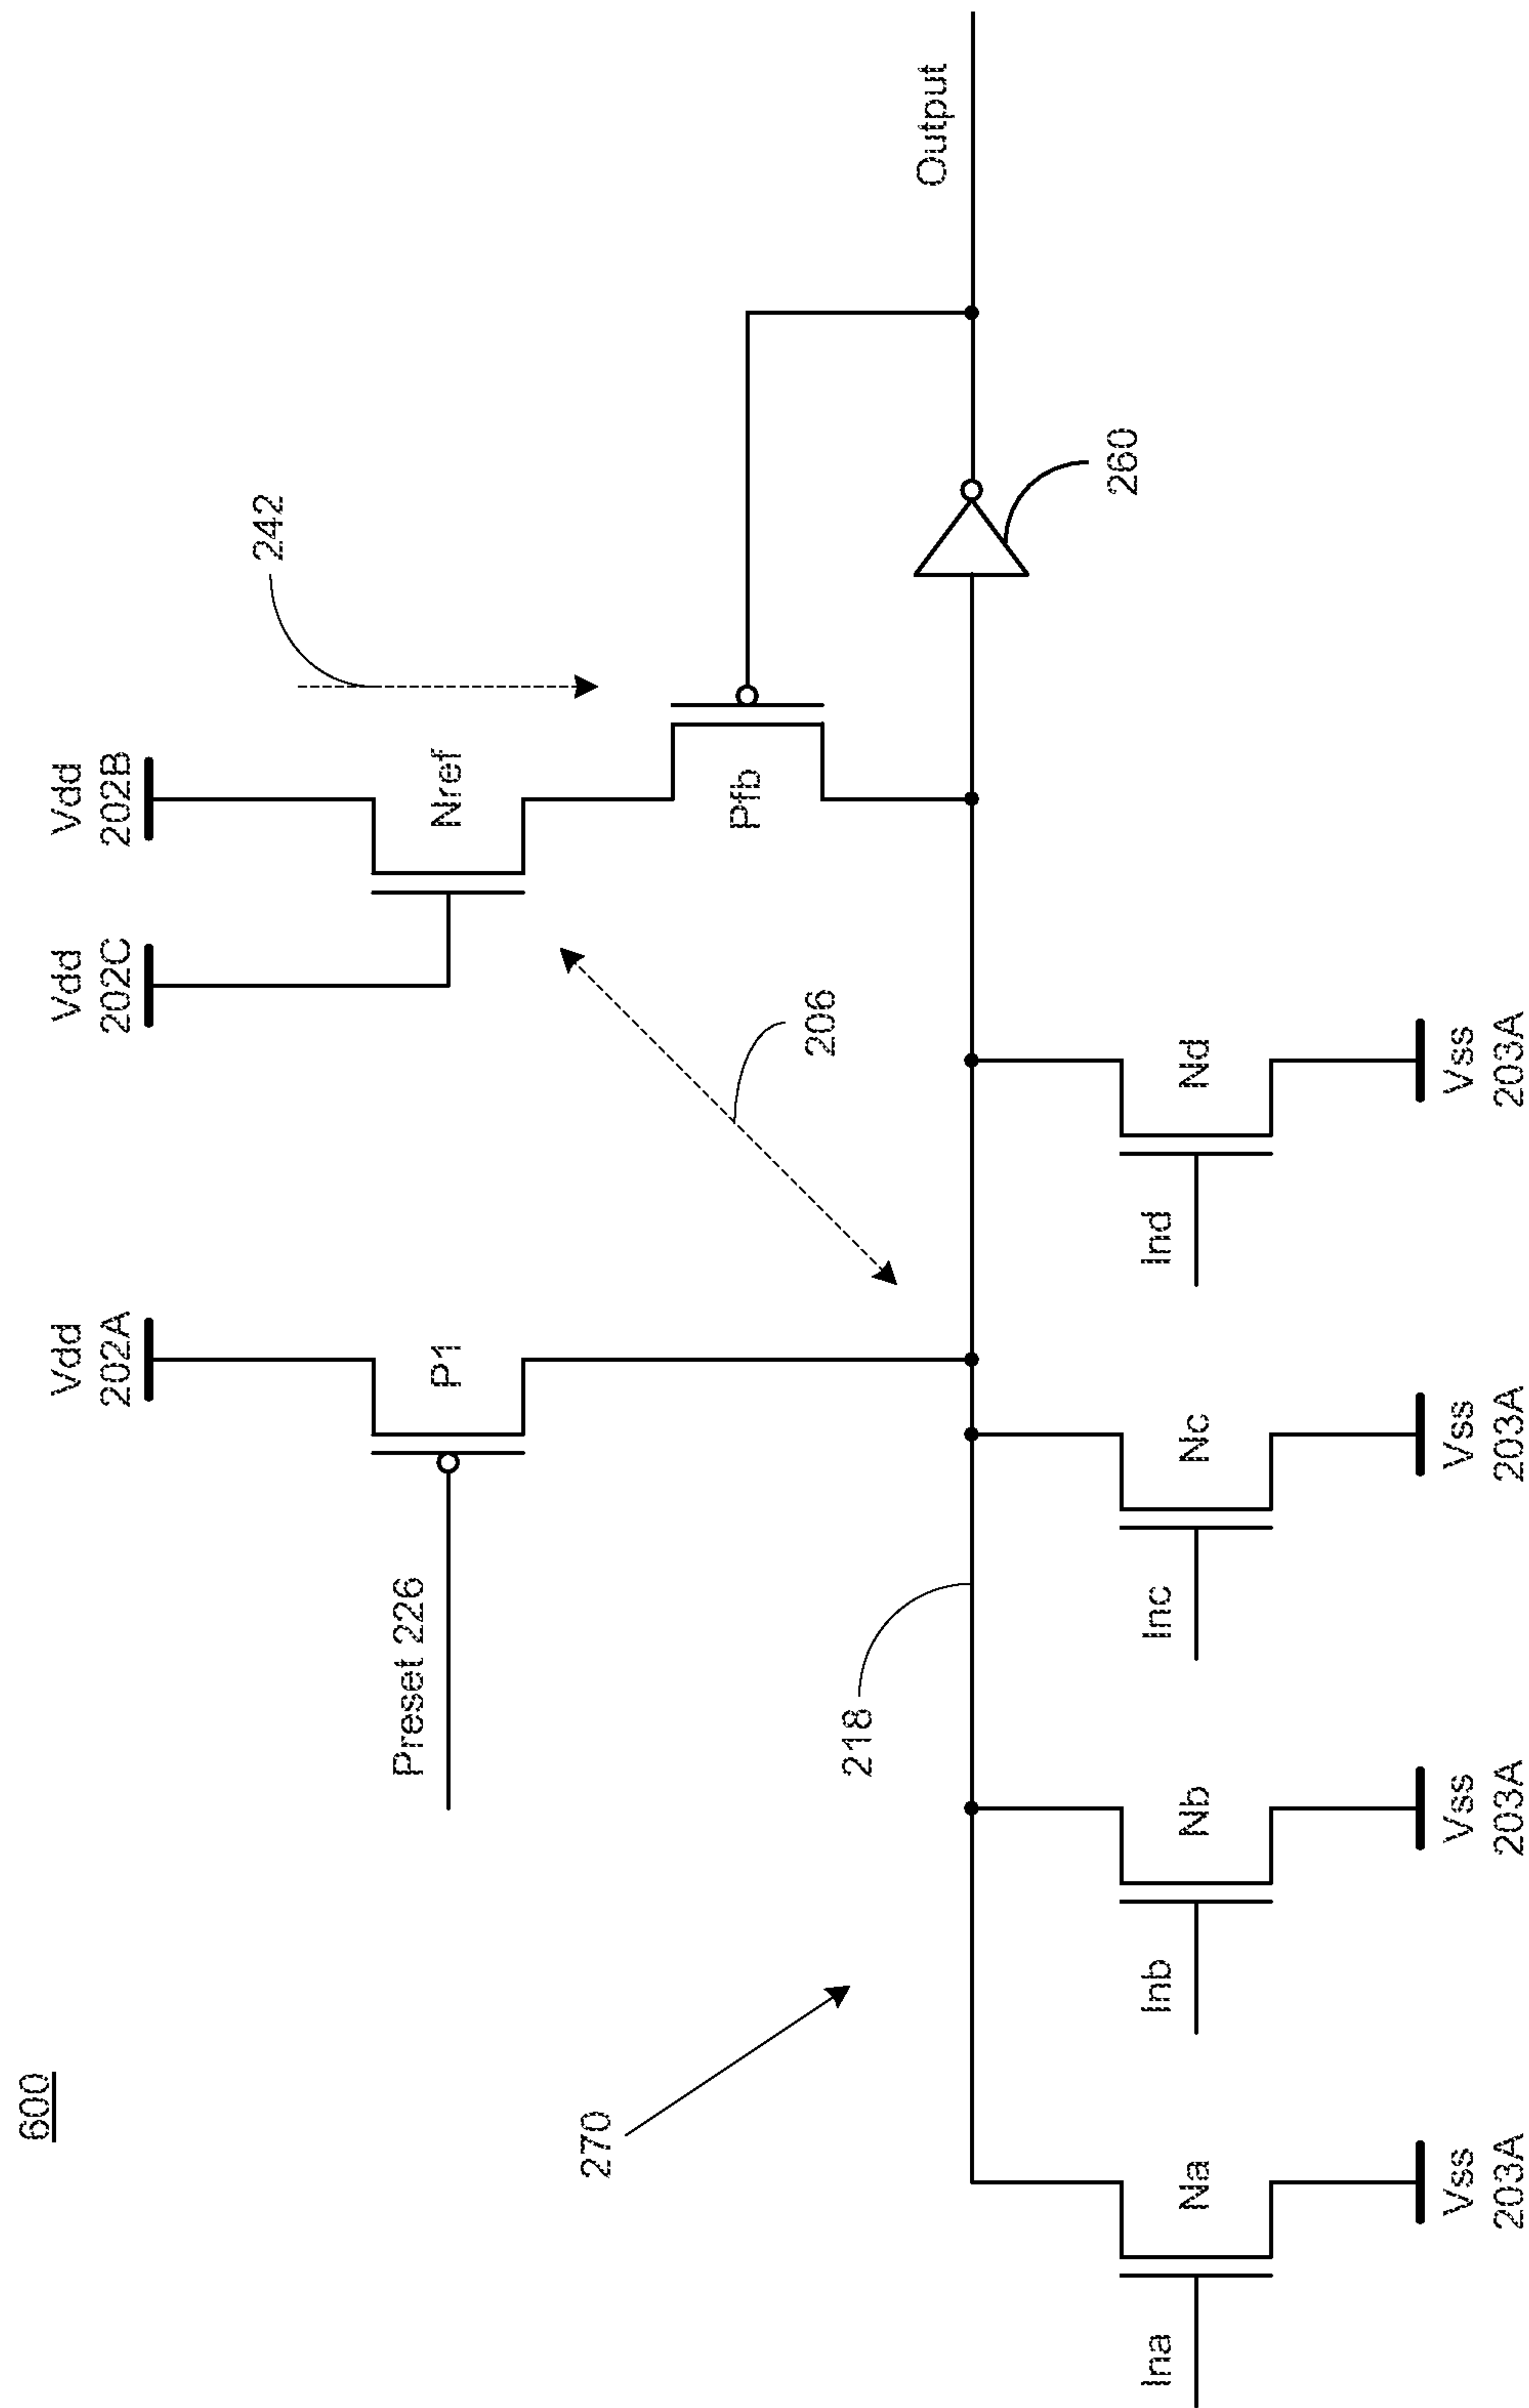 600
Vdd
202A
Vdd
202C
Vdd
202B
242
Preset 226
P1
Nref
206
Pfb
270
218
Output
260
Ina
Na
Inb
Nb
Inc
Nc
Ind
Nd
Vss
203A
Vss
203A
Vss
203A
Vss
203A